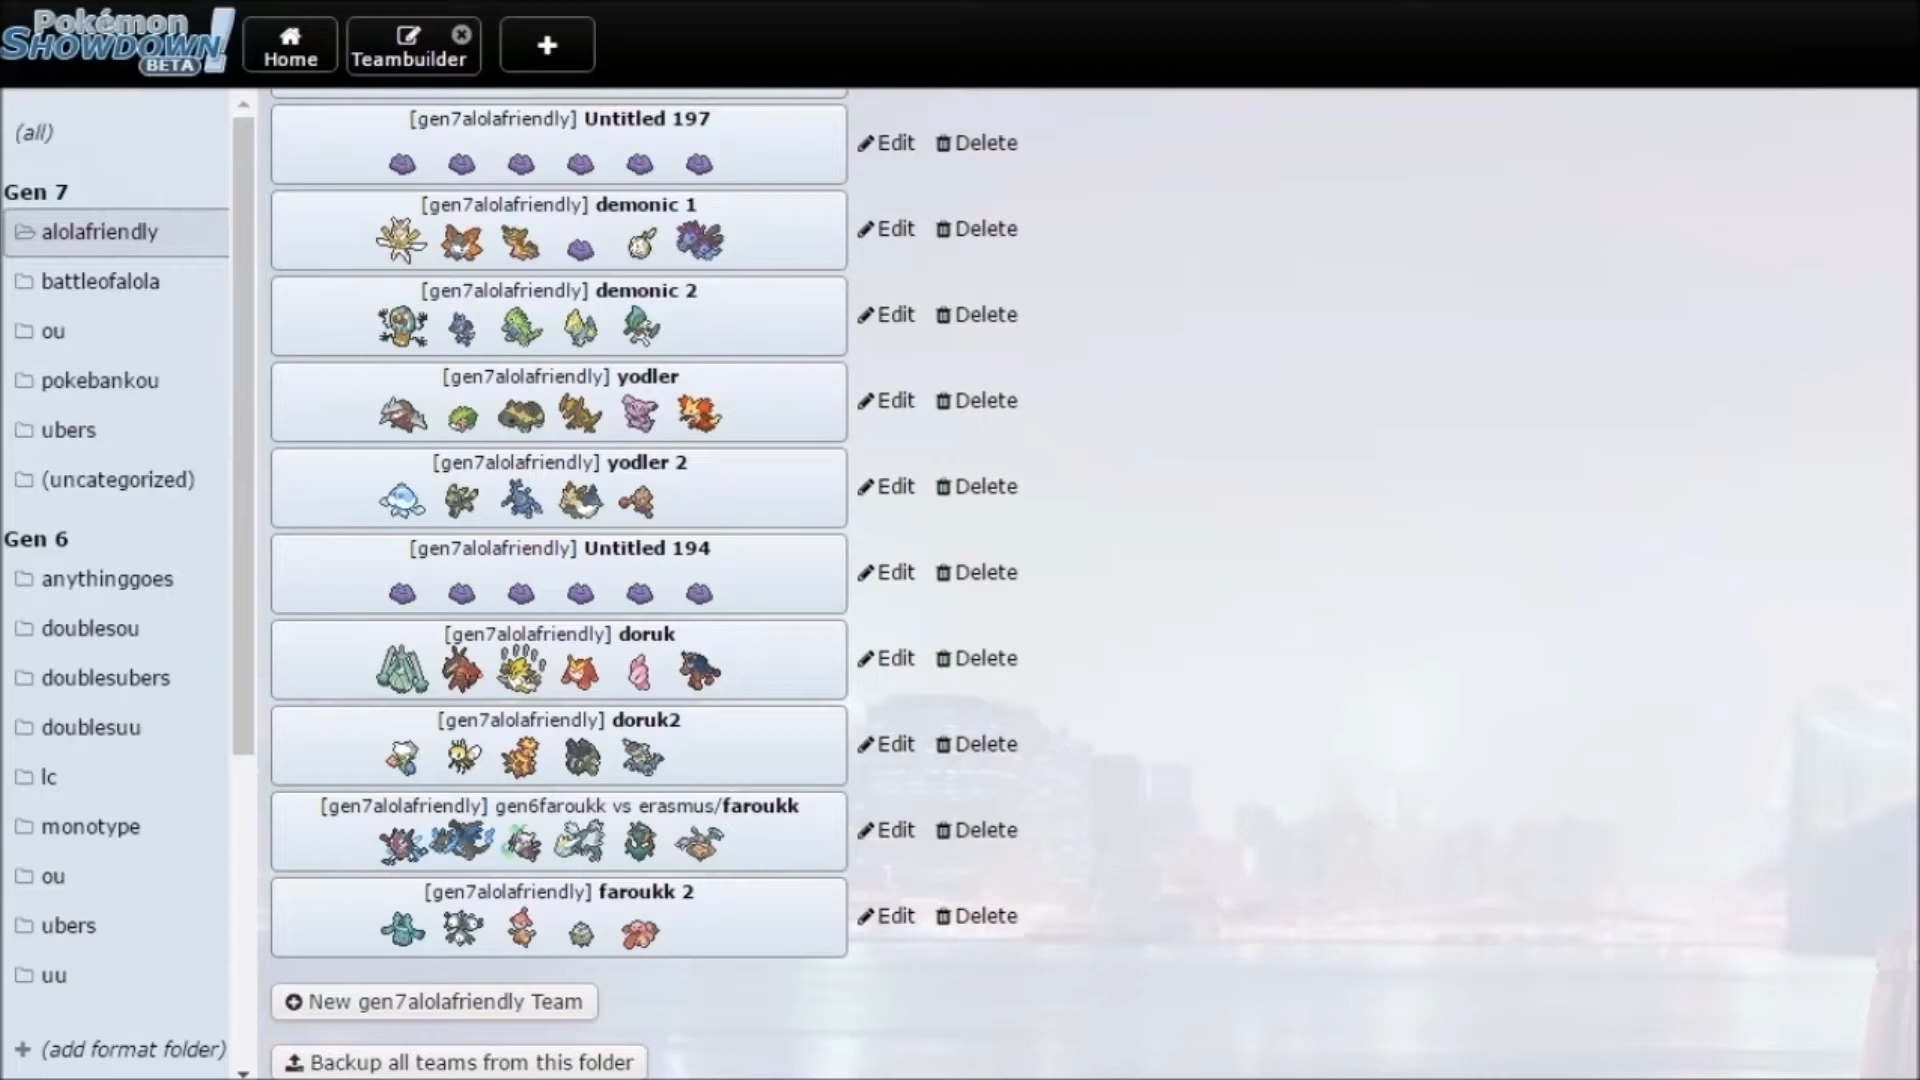 Pokémon
SHOWDOWN!
BETA
Home
Teambuilder
(all)
Gen 7
alolafriendly
battleofalola
ou
pokebankou
ubers
(uncategorized)
Gen 6
anythinggoes
doublesou
doublesubers
doublesuu
lc
monotype
ou
ubers
uu
(add format folder)
[gen7alolafriendly] Untitled 197
Edit Delete
[gen7alolafriendly] demonic 1
Edit Delete
[gen7alolafriendly] demonic 2
Edit Delete
[gen7alolafriendly] yodler
Edit Delete
[gen7alolafriendly] yodler 2
Edit Delete
[gen7alolafriendly] Untitled 194
Edit Delete
[gen7alolafriendly] doruk
Edit Delete
[gen7alolafriendly] doruk2
Edit Delete
[gen7alolafriendly] gen6faroukk vs erasmus/faroukk
Edit Delete
[gen7alolafriendly] faroukk 2
Edit Delete
New gen7alolafriendly Team
Backup all teams from this folder